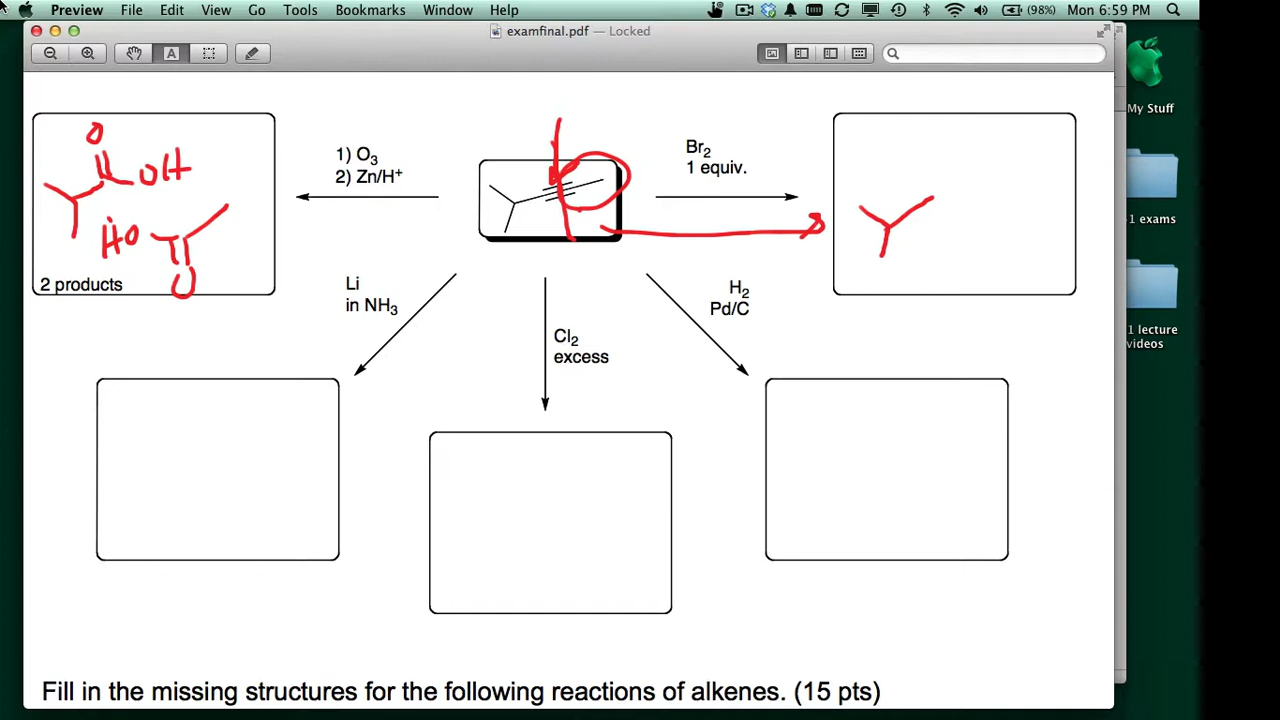 Preview File Edit View Go Tools Bookmarks Window Help (98%) Mon 6:59 PM
examfinal.pdf — Locked
My Stuff
1 exams
1 lecture
videos
O
OH
HO
O
2 products
1) O3
2) Zn/H+
Br2
1 equiv.
Li
in NH3
Cl2
excess
H2
Pd/C
Fill in the missing structures for the following reactions of alkenes. (15 pts)